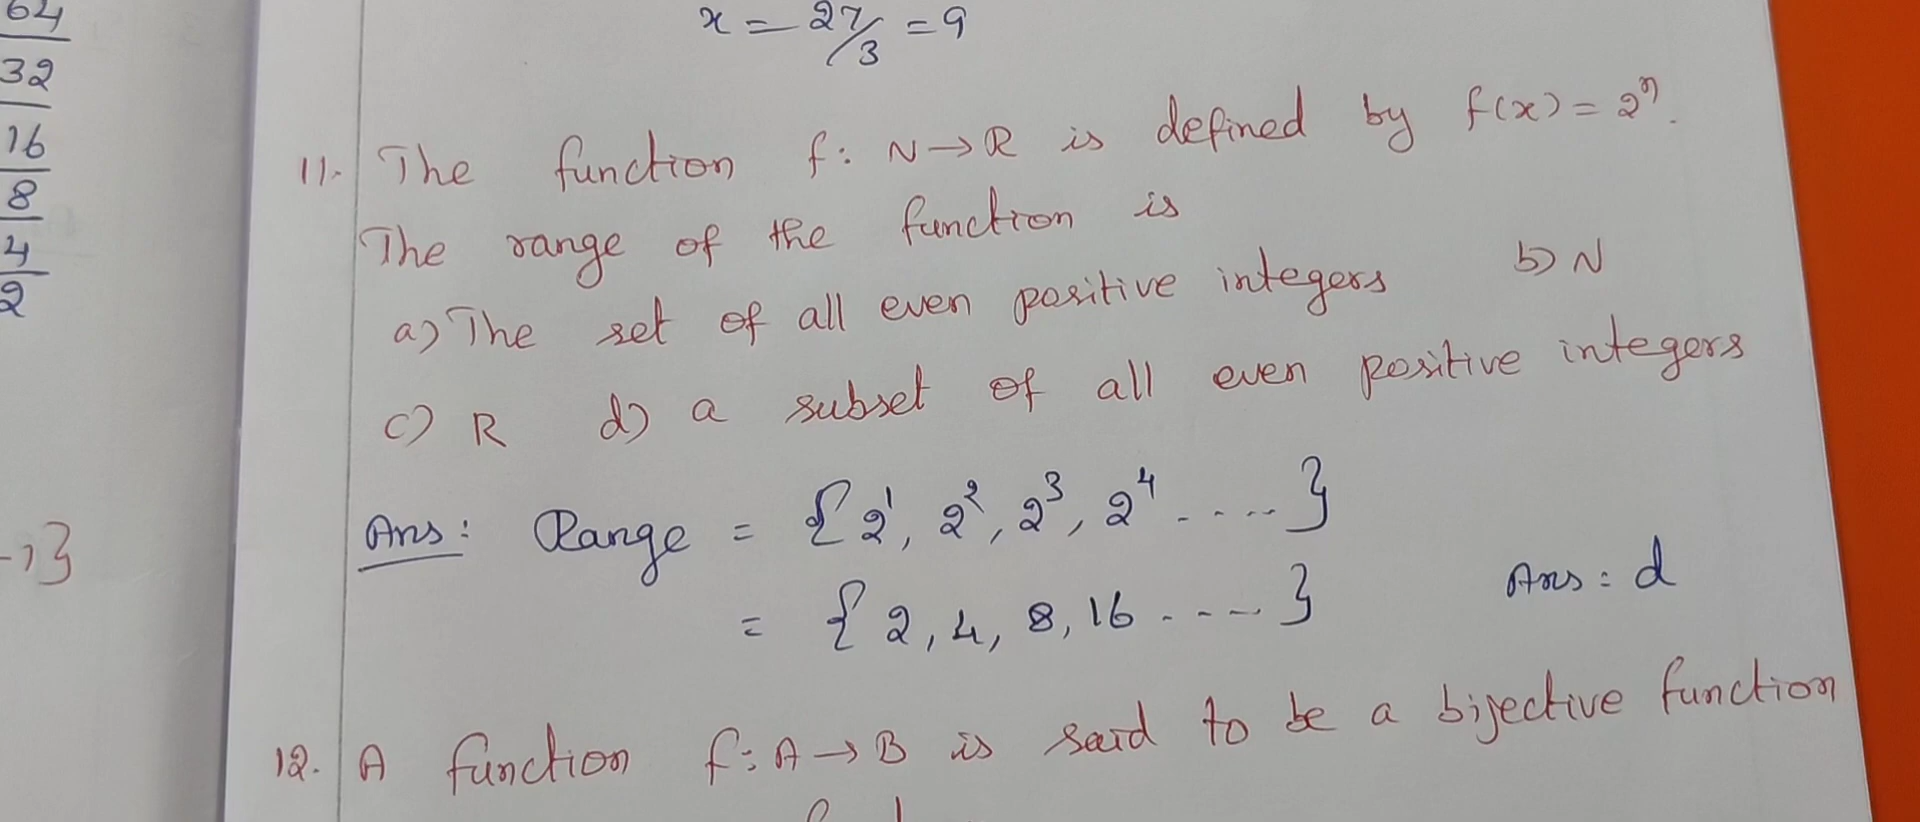 64
32
16
8
4
2
-,}
x = 27/3 = 9
11. The function f: N→R is defined by f(x) = 2ⁿ.
The range of the function is
a) The set of all even positive integers b) N
c) R d) a subset of all even positive integers
Ans: Range = {2¹, 2², 2³, 2⁴.....}
= {2, 4, 8, 16.....} Ans: d
12. A function f: A→B is said to be a bijective function